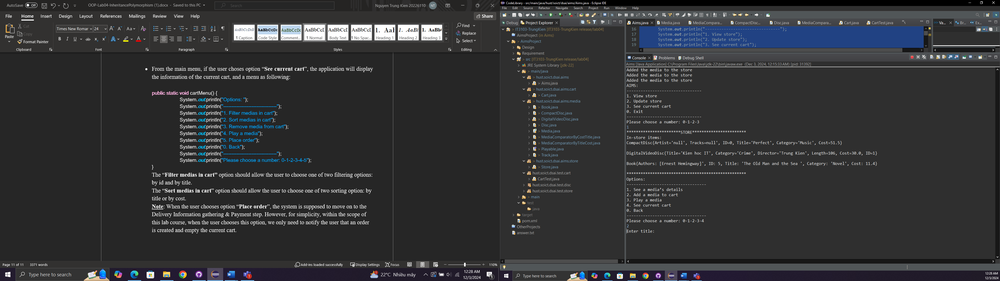 AutoSave Off OOP-Lab04-InheritancePolymorphism (1).docx - Saved to this PC Search Nguyen Trung Kien 20226110 NT
File Home Insert Design Layout References Mailings Review View Help Share
Paste Cut Copy Format Painter
Times New Roman 24
AaBbCcDdE AaBbCcDc AaBbCcDc AaBbCcI AaBbCcI AaBbCcI 1. Aal 1. AaBl 1. AaBb(
¶ Caption Code Style Comment... ¶ Normal Body Text ¶ No Spac... Heading 1 Heading 2 Heading 3
Find Replace Select
Clipboard Font Paragraph Styles Editing
• From the main menu, if the user choses option “See current cart”, the application will display
the information of the current cart, and a menu as following:
public static void cartMenu() {
System.out.println("Options: ");
System.out.println("--------------------------------");
System.out.println("1. Filter medias in cart");
System.out.println("2. Sort medias in cart");
System.out.println("3. Remove media from cart");
System.out.println("4. Play a media");
System.out.println("5. Place order");
System.out.println("0. Back");
System.out.println("--------------------------------");
System.out.println("Please choose a number: 0-1-2-3-4-5");
}
The “Filter medias in cart” option should allow the user to choose one of two filtering options:
by id and by title.
The “Sort medias in cart” option should allow the user to choose one of two sorting option: by
title or by cost.
Note: When the user chooses option “Place order”, the system is supposed to move on to the
Delivery Information gathering & Payment step. However, for simplicity, within the scope of
this lab course, when the user chooses this option, we only need to notify the user that an order
is created and empty the current cart.
Page 11 of 11 3371 words Add-ins loaded successfully Display Settings Focus 110%
Type here to search 22°C Nhiều mây 12:28 AM 12/3/2024
CodeLibrary - src/main/java/hust/soict/dsai/aims/Aims.java - Eclipse IDE
File Edit Source Refactor Navigate Search Project Run Window Help
Debug Project Explorer
> IT3103-TrungKien [IT3103-TrungKien release/lab04]
AimsProject (in Aims)
> AimsProject
Design
Requirement
> src [IT3103-TrungKien release/lab04]
JRE System Library [jdk-22]
> main/java
> hust.soict.dsai.aims
> Aims.java
> hust.soict.dsai.aims.cart
> Cart.java
> hust.soict.dsai.aims.media
> Book.java
> CompactDisc.java
> DigitalVideoDisc.java
> Disc.java
> Media.java
> MediaComparatorByCostTitle.java
> MediaComparatorByTitleCost.java
> Playable.java
> Track.java
> hust.soict.dsai.aims.store
> Store.java
hust.soict.dsai.test.cart
> CartTest.java
hust.soict.dsai.test.disc
hust.soict.dsai.test.store
> main
test
java
target
pom.xml
OtherProjects
answer.txt
Aims.java Media.java MediaCompara... CompactDisc... Disc.java MediaCompara... Cart.java CartTest.java Va... Br... Ex...
16 System.out.println("--------------------------------");
17 System.out.println("1. View store");
18 System.out.println("2. Update store");
19 System.out.println("3. See current cart");
Console Problems Debug Shell
Aims [Java Application] C:\Program Files\Java\jdk-22\bin\javaw.exe (Dec 3, 2024, 12:15:33 AM) [pid: 31392]
Added the media to the store
Added the media to the store
Added the media to the store
AIMS:
--------------------------------
1. View store
2. Update store
3. See current cart
0. Exit
--------------------------------
Please choose a number: 0-1-2-3
1
***********************STORE***********************
In-store items:
CompactDisc{Artist='null', Tracks=null', ID=0, Title='Perfect', Category='Music', Cost=51.5}
DigitalVideoDisc{Title='Kien hoc IT', Category='Crime', Director='Trung Kien', Length=106, Cost=30.0, ID=1}
Book{Authors: [Ernest Hemingway]', ID: 5, Title: 'The Old Man and the Sea ', Category: 'Novel', Cost: 11.4}
***************************************************
Options:
----------------------------------
1. See a media’s details
2. Add a media to cart
3. Play a media
4. See current cart
0. Back
----------------------------------
Please choose a number: 0-1-2-3-4
2
Enter title:
Type here to search 12:28 AM 12/3/2024